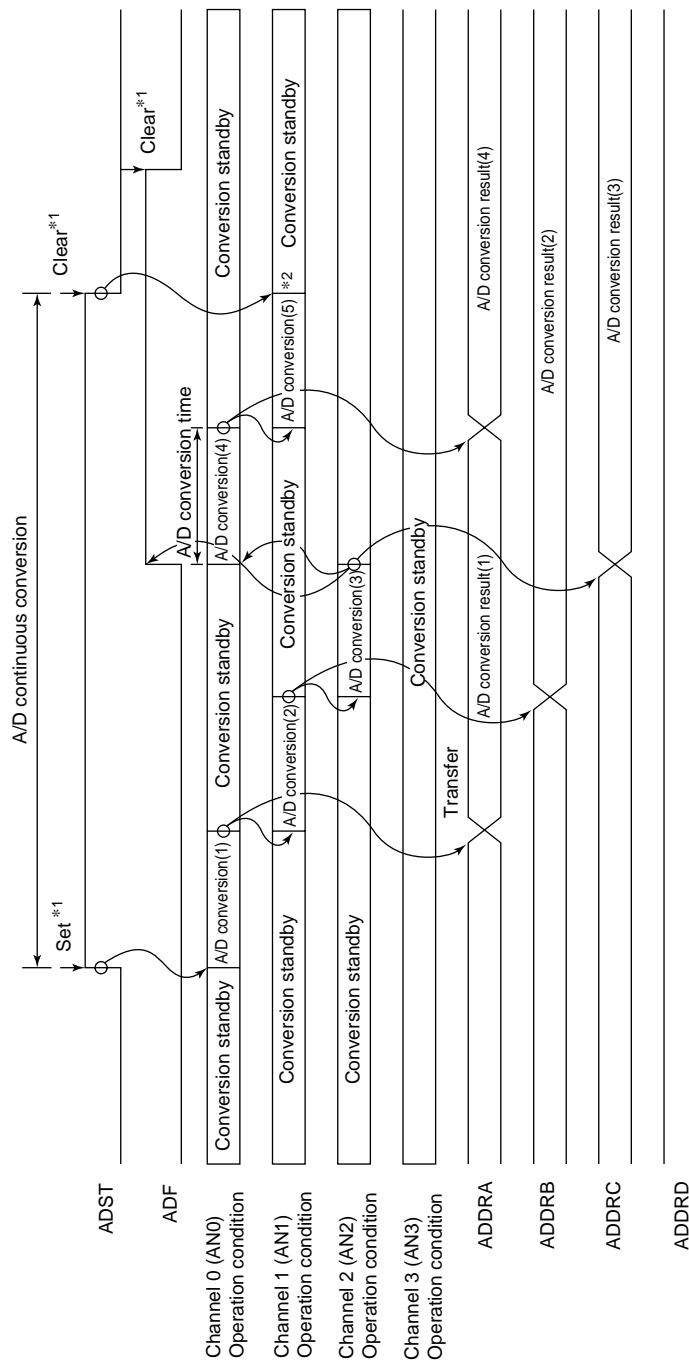 A/D continuous conversion
Set *1
Clear*1
Clear*1
ADST
ADF
A/D conversion time
Channel 0 (AN0)
Operation condition
Conversion standby
A/D conversion(1)
Conversion standby
A/D conversion(4)
Conversion standby
Channel 1 (AN1)
Operation condition
Conversion standby
A/D conversion(2)
Conversion standby
A/D conversion(5)
*2
Conversion standby
Channel 2 (AN2)
Operation condition
Conversion standby
A/D conversion(3)
Channel 3 (AN3)
Operation condition
Conversion standby
Transfer
ADDRA
A/D conversion result(1)
A/D conversion result(4)
ADDRB
A/D conversion result(2)
ADDRC
A/D conversion result(3)
ADDRD